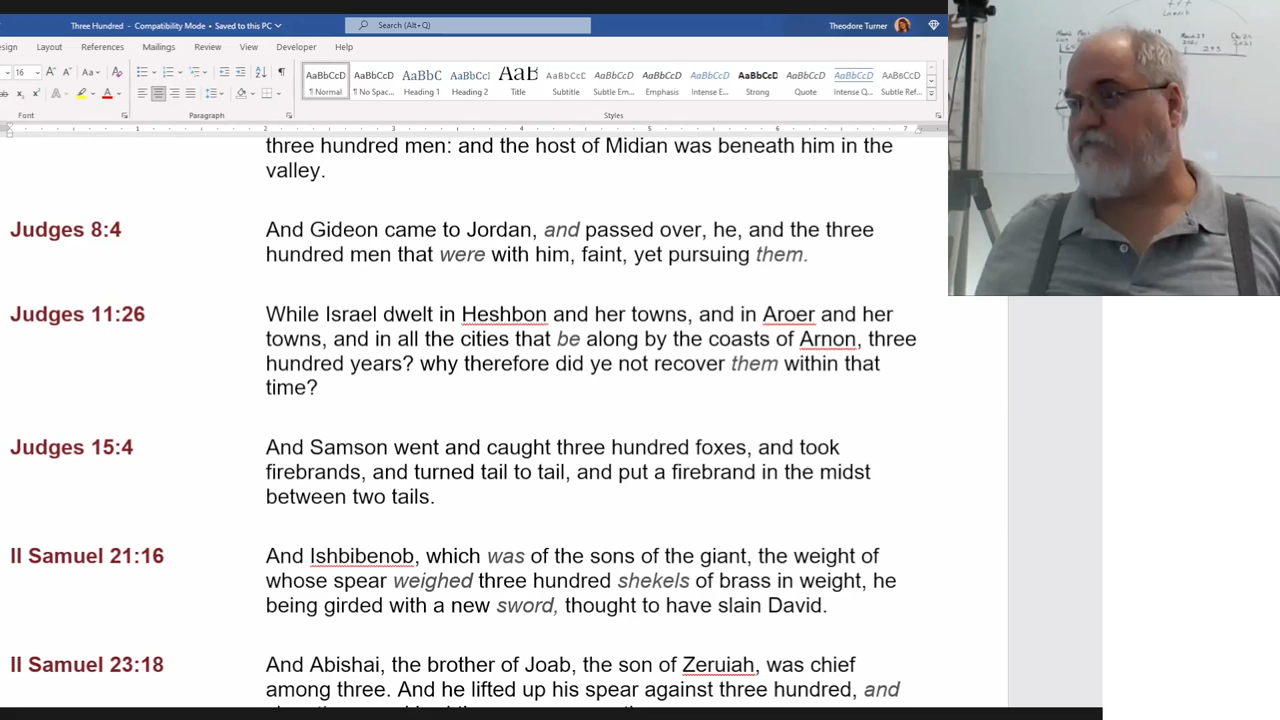 Three Hundred - Compatibility Mode • Saved to this PC
Search (Alt+Q)
Theodore Turner
esign Layout References Mailings Review View Developer Help
16 A A Aa A
AaBbCcD AaBbCcD AaBbC AaBbCc AaB AaBbCcD AaBbCcD AaBbCcD AaBbCcD AaBbCcD AaBbCcD AaBbCcD AaBbCcD
¶ Normal ¶ No Spac... Heading 1 Heading 2 Title Subtitle Subtle Em... Emphasis Intense E... Strong Quote Intense Q... Subtle Ref...
Font Paragraph Styles
2 3 4 5 6 7
three hundred men: and the host of Midian was beneath him in the
valley.
Judges 8:4 And Gideon came to Jordan, and passed over, he, and the three
hundred men that were with him, faint, yet pursuing them.
Judges 11:26 While Israel dwelt in Heshbon and her towns, and in Aroer and her
towns, and in all the cities that be along by the coasts of Arnon, three
hundred years? why therefore did ye not recover them within that
time?
Judges 15:4 And Samson went and caught three hundred foxes, and took
firebrands, and turned tail to tail, and put a firebrand in the midst
between two tails.
II Samuel 21:16 And Ishbibenob, which was of the sons of the giant, the weight of
whose spear weighed three hundred shekels of brass in weight, he
being girded with a new sword, thought to have slain David.
II Samuel 23:18 And Abishai, the brother of Joab, the son of Zeruiah, was chief
among three. And he lifted up his spear against three hundred, and